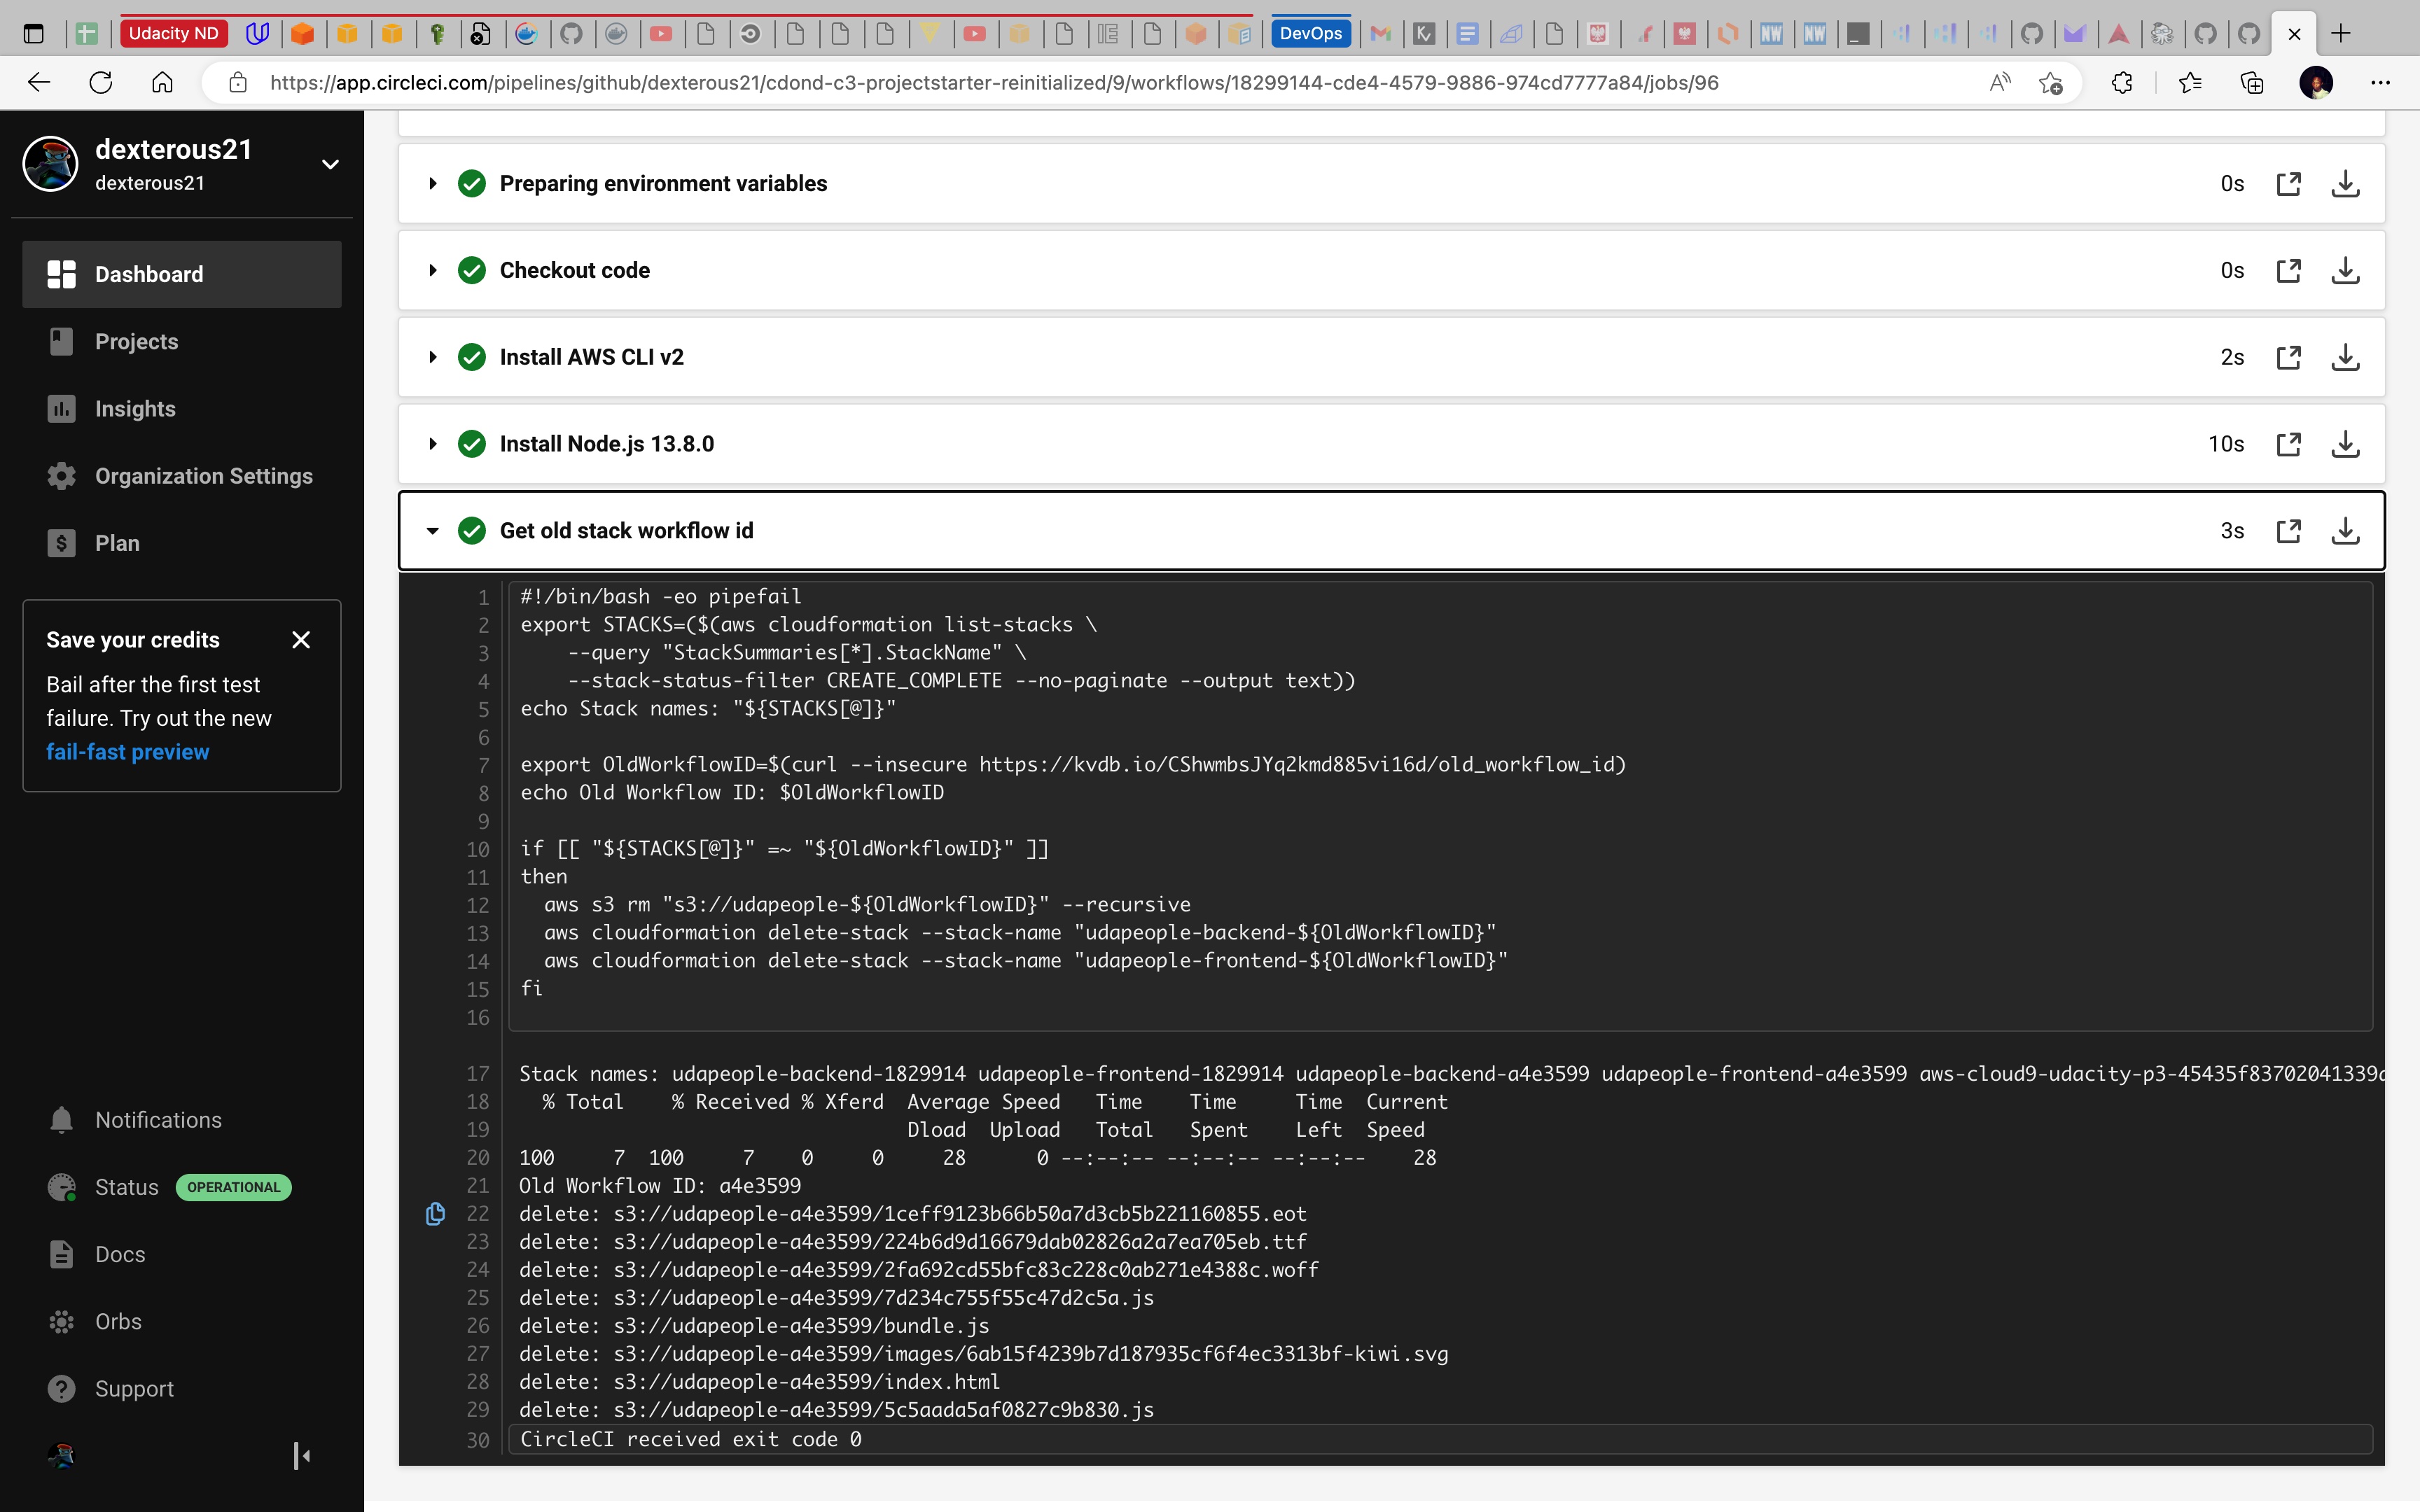 Udacity ND
DevOps
https://app.circleci.com/pipelines/github/dexterous21/cdond-c3-projectstarter-reinitialized/9/workflows/18299144-cde4-4579-9886-974cd7777a84/jobs/96
dexterous21
dexterous21
Dashboard
Projects
Insights
Organization Settings
Plan
Save your credits
Bail after the first test
failure. Try out the new
fail-fast preview
Notifications
Status OPERATIONAL
Docs
Orbs
Support
Preparing environment variables 0s
Checkout code 0s
Install AWS CLI v2 2s
Install Node.js 13.8.0 10s
Get old stack workflow id 3s
1 #!/bin/bash -eo pipefail
2 export STACKS=($(aws cloudformation list-stacks \
3     --query "StackSummaries[*].StackName" \
4     --stack-status-filter CREATE_COMPLETE --no-paginate --output text))
5 echo Stack names: "${STACKS[@]}"
6
7 export OldWorkflowID=$(curl --insecure https://kvdb.io/CShwmbsJYq2kmd885vi16d/old_workflow_id)
8 echo Old Workflow ID: $OldWorkflowID
9
10 if [[ "${STACKS[@]}" =~ "${OldWorkflowID}" ]]
11 then
12   aws s3 rm "s3://udapeople-${OldWorkflowID}" --recursive
13   aws cloudformation delete-stack --stack-name "udapeople-backend-${OldWorkflowID}"
14   aws cloudformation delete-stack --stack-name "udapeople-frontend-${OldWorkflowID}"
15 fi
16
17 Stack names: udapeople-backend-1829914 udapeople-frontend-1829914 udapeople-backend-a4e3599 udapeople-frontend-a4e3599
18   % Total    % Received % Xferd  Average Speed   Time    Time     Time  Current
19                                  Dload  Upload   Total   Spent    Left  Speed
20 100     7  100     7    0     0     28      0 --:--:-- --:--:-- --:--:--    28
21 Old Workflow ID: a4e3599
22 delete: s3://udapeople-a4e3599/1ceff9123b66b50a7d3cb5b221160855.eot
23 delete: s3://udapeople-a4e3599/224b6d9d16679dab02826a2a7ea705eb.ttf
24 delete: s3://udapeople-a4e3599/2fa692cd55bfc83c228c0ab271e4388c.woff
25 delete: s3://udapeople-a4e3599/7d234c755f55c47d2c5a.js
26 delete: s3://udapeople-a4e3599/bundle.js
27 delete: s3://udapeople-a4e3599/images/6ab15f4239b7d187935cf6f4ec3313bf-kiwi.svg
28 delete: s3://udapeople-a4e3599/index.html
29 delete: s3://udapeople-a4e3599/5c5aada5af0827c9b830.js
30 CircleCI received exit code 0